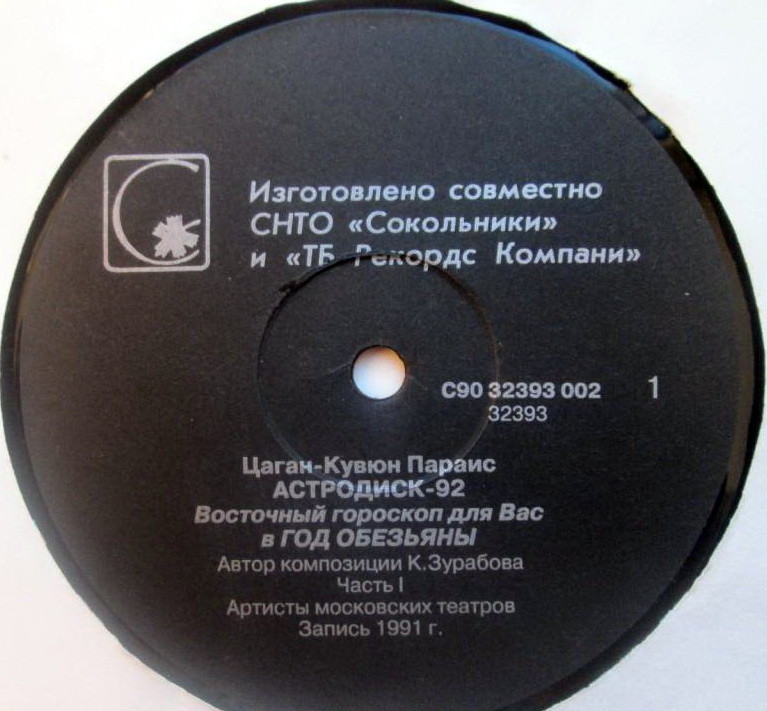 Изготовлено совместно
СНТО «Сокольники»
и «ТБ Рекордс Компани»
С90 32393 002 1
32393
Цаган-Кувюн Параис
АСТРОДИСК-92
Восточный гороскоп для Вас
в ГОД ОБЕЗЬЯНЫ
Автор композиции К.Зурабова
Часть I
Артисты московских театров
Запись 1991 г.